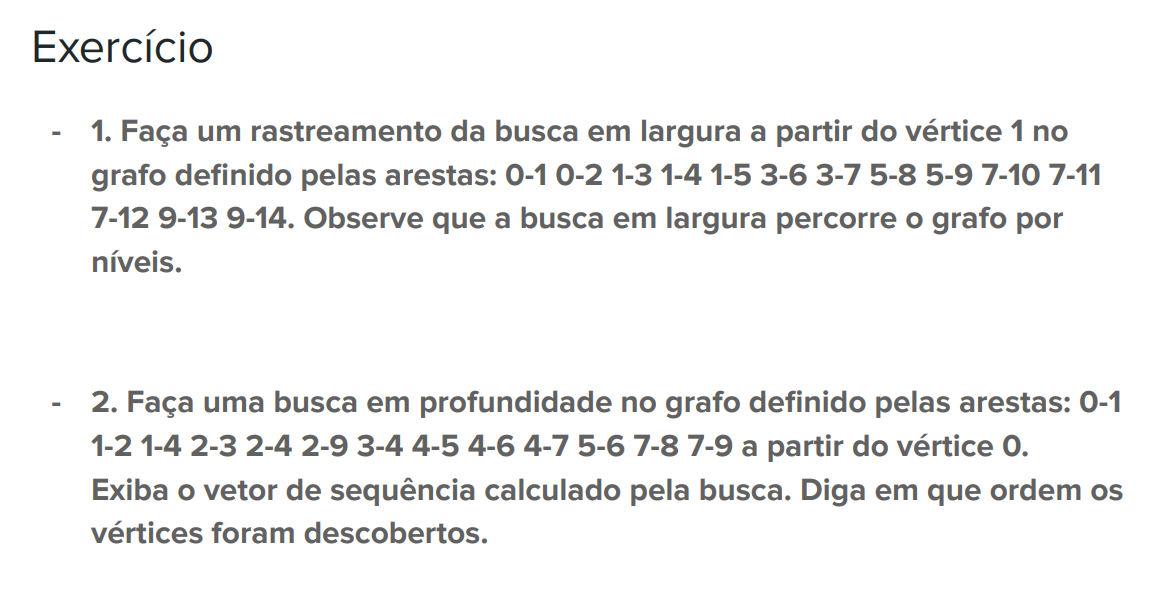 Exercício
- 1. Faça um rastreamento da busca em largura a partir do vértice 1 no
grafo definido pelas arestas: 0-1 0-2 1-3 1-4 1-5 3-6 3-7 5-8 5-9 7-10 7-11
7-12 9-13 9-14. Observe que a busca em largura percorre o grafo por
níveis.
- 2. Faça uma busca em profundidade no grafo definido pelas arestas: 0-1
1-2 1-4 2-3 2-4 2-9 3-4 4-5 4-6 4-7 5-6 7-8 7-9 a partir do vértice 0.
Exiba o vetor de sequência calculado pela busca. Diga em que ordem os
vértices foram descobertos.